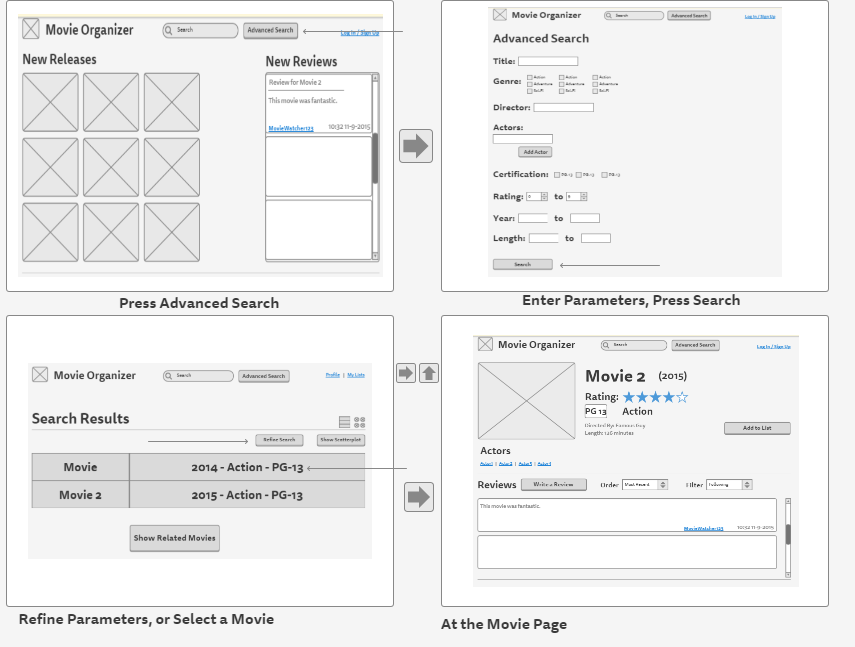 Movie Organizer
Search
Advanced Search
Log In / Sign Up
New Releases
New Reviews
Review for Movie 2
This movie was fantastic.
MovieWatcher123 10:32 11-9-2015
Press Advanced Search
Movie Organizer
Search
Advanced Search
Log In / Sign Up
Advanced Search
Title:
Genre:
Action Action Action
Adventure Adventure Adventure
Sci-Fi Sci-Fi Sci-Fi
Director:
Actors:
Add Actor
Certification: PG-13 PG-13 PG-13
Rating: 0 to 8
Year: to
Length: to
Search
Enter Parameters, Press Search
Movie Organizer
Search
Advanced Search
Profile | My Lists
Search Results
Refine Search
Show Scatterplot
Movie 2014 - Action - PG-13
Movie 2 2015 - Action - PG-13
Show Related Movies
Refine Parameters, or Select a Movie
Movie Organizer
Search
Advanced Search
Log In / Sign Up
Movie 2 (2015)
Rating:
PG 13 Action
Directed By: Famous Guy
Length: 120 minutes
Add to List
Actors
Actor1 | Actor2 | Actor3 | Actor4
Reviews
Write a Review
Order Most Recent
Filter Following
This movie was fantastic.
MovieWatcher123 10:32 11-9-2015
At the Movie Page